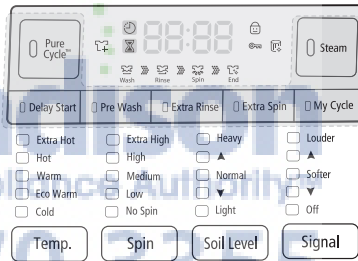 Pure
Cycle™
88:88
Steam
Wash Rinse Spin End
Delay Start Pre Wash Extra Rinse Extra Spin My Cycle
Extra Hot Extra High Heavy Louder
Hot High ▲ ▲
Warm Medium Normal Softer
Eco Warm Low ▼ ▼
Cold No Spin Light Off
Temp. Spin Soil Level Signal